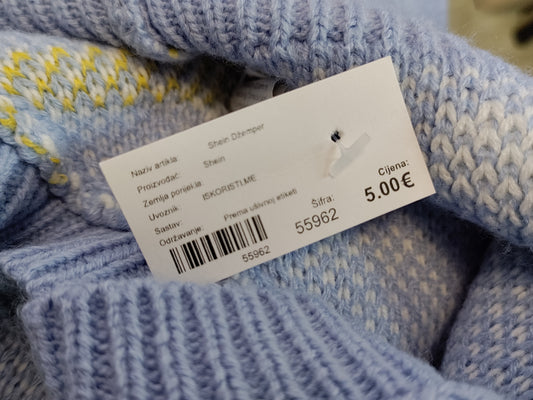 Naziv artikla: Shein Džemper
Proizvođač: Shein
Zemlja porijekla:
Uvoznik: ISKORISTI.ME
Sastav:
Održavanje: Prema ušivnoj etiketi
55962
Šifra:
55962
Cijena:
5.00€